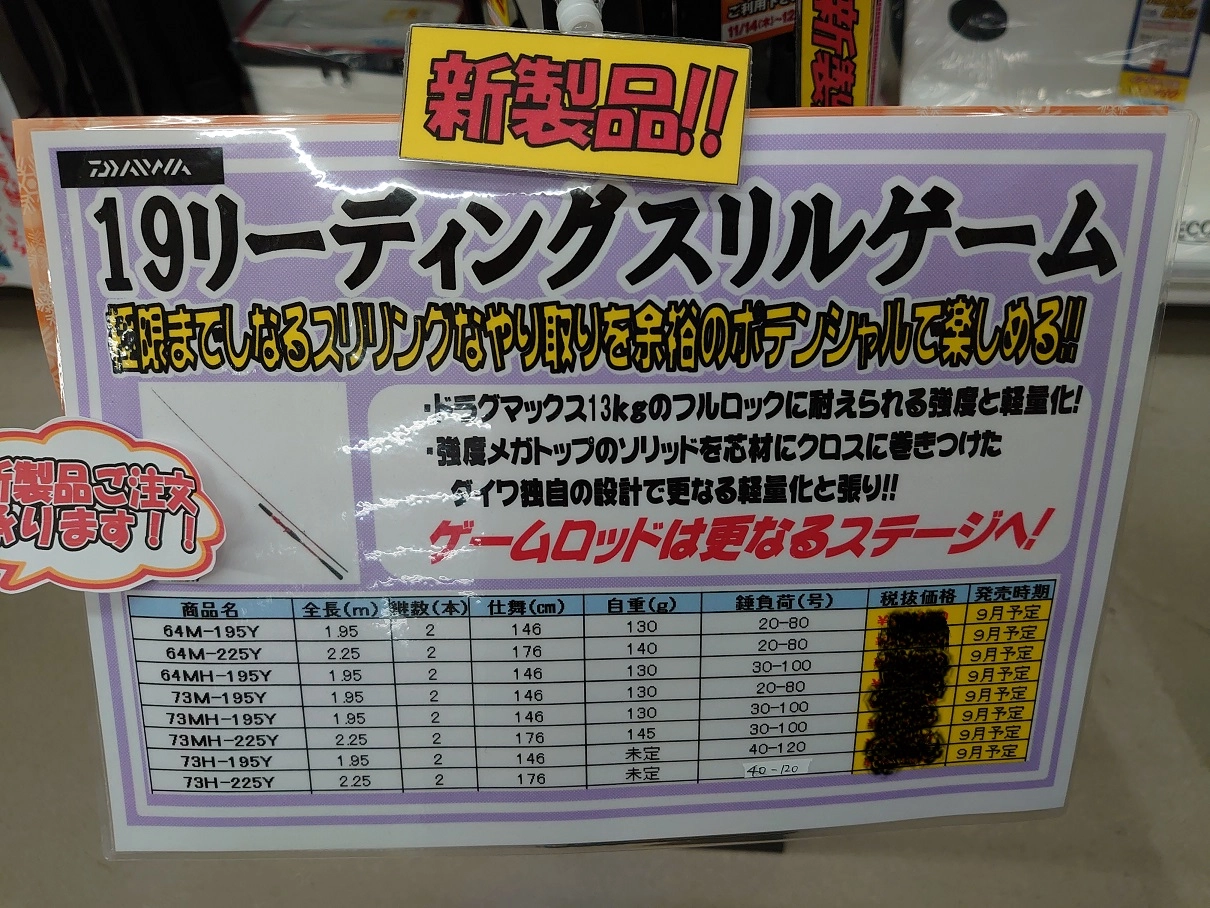 ご利用下さ
11/14(木)~12
新製品!!
DAIWA
19リーディングスリルゲーム
極限までしなるスリリングなやり取りを余裕のポテンシャルで楽しめる!!
・ドラグマックス13kgのフルロックに耐えられる強度と軽量化!
・強度メガトップのソリッドを芯材にクロスに巻きつけた
ダイワ独自の設計で更なる軽量化と張り!!
ゲームロッドは更なるステージへ!
新製品ご注文
承ります!!
商品名 全長(m) 継数(本) 仕舞(cm) 自重(g) 錘負荷(号) 税抜価格 発売時期
64M-195Y 1.95 2 146 130 20-80 ¥ 9月予定
64M-225Y 2.25 2 176 140 20-80 9月予定
64MH-195Y 1.95 2 146 130 30-100 9月予定
73M-195Y 1.95 2 146 130 20-80 9月予定
73MH-195Y 1.95 2 146 130 30-100 9月予定
73MH-225Y 2.25 2 176 145 30-100 9月予定
73H-195Y 1.95 2 146 未定 40-120 9月予定
73H-225Y 2.25 2 176 未定 40-120 9月予定